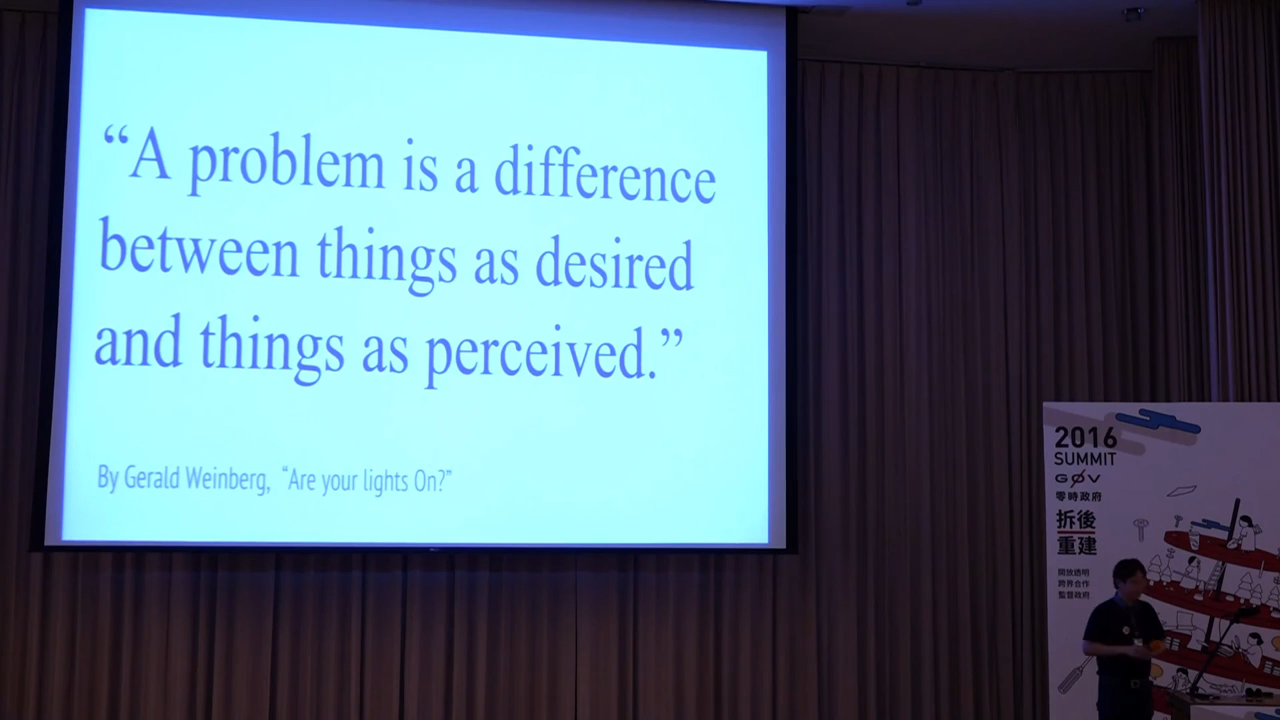 “A problem is a difference
between things as desired
and things as perceived.”
By Gerald Weinberg, “Are your lights On?”
2016
SUMMIT
GØV
零時政府
拆後
重建
開放透明
跨界合作
監督政府